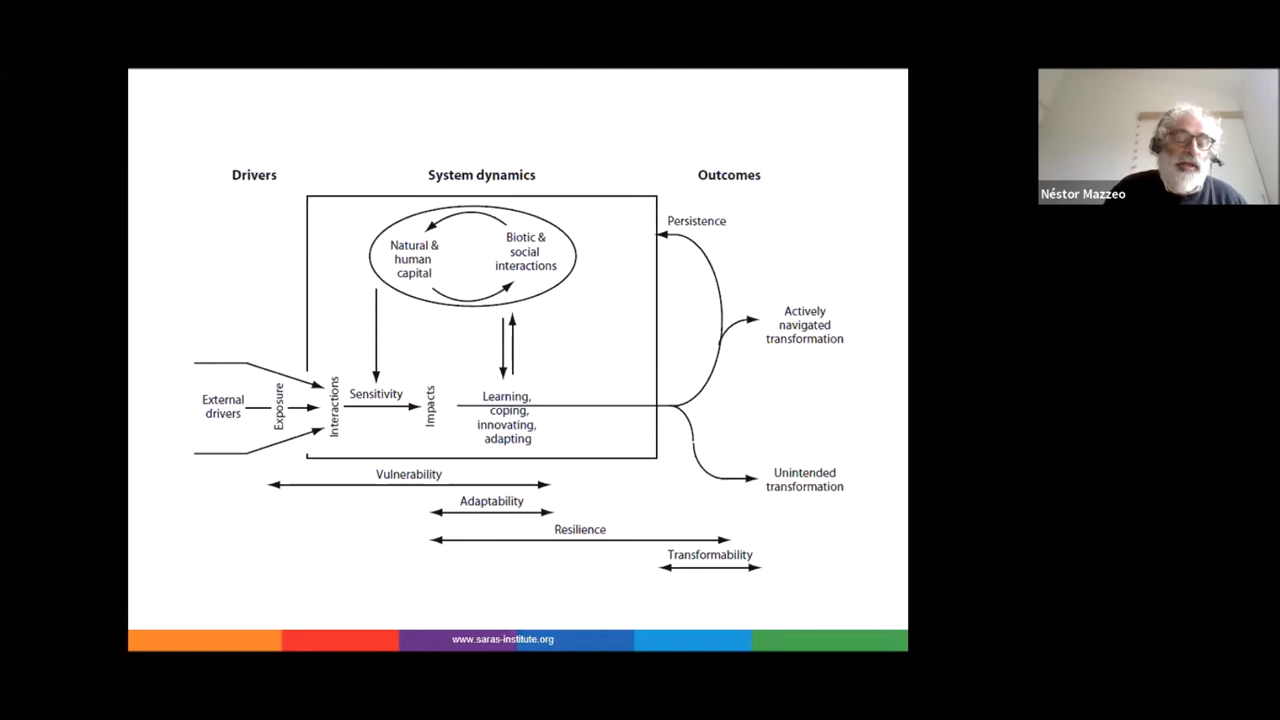 Drivers
System dynamics
Outcomes
Persistence
Natural &
human
capital
Biotic &
social
interactions
Actively
navigated
transformation
External
drivers
Exposure
Interactions
Sensitivity
Impacts
Learning,
coping,
innovating,
adapting
Unintended
transformation
Vulnerability
Adaptability
Resilience
Transformability
www.saras-institute.org
Néstor Mazzeo